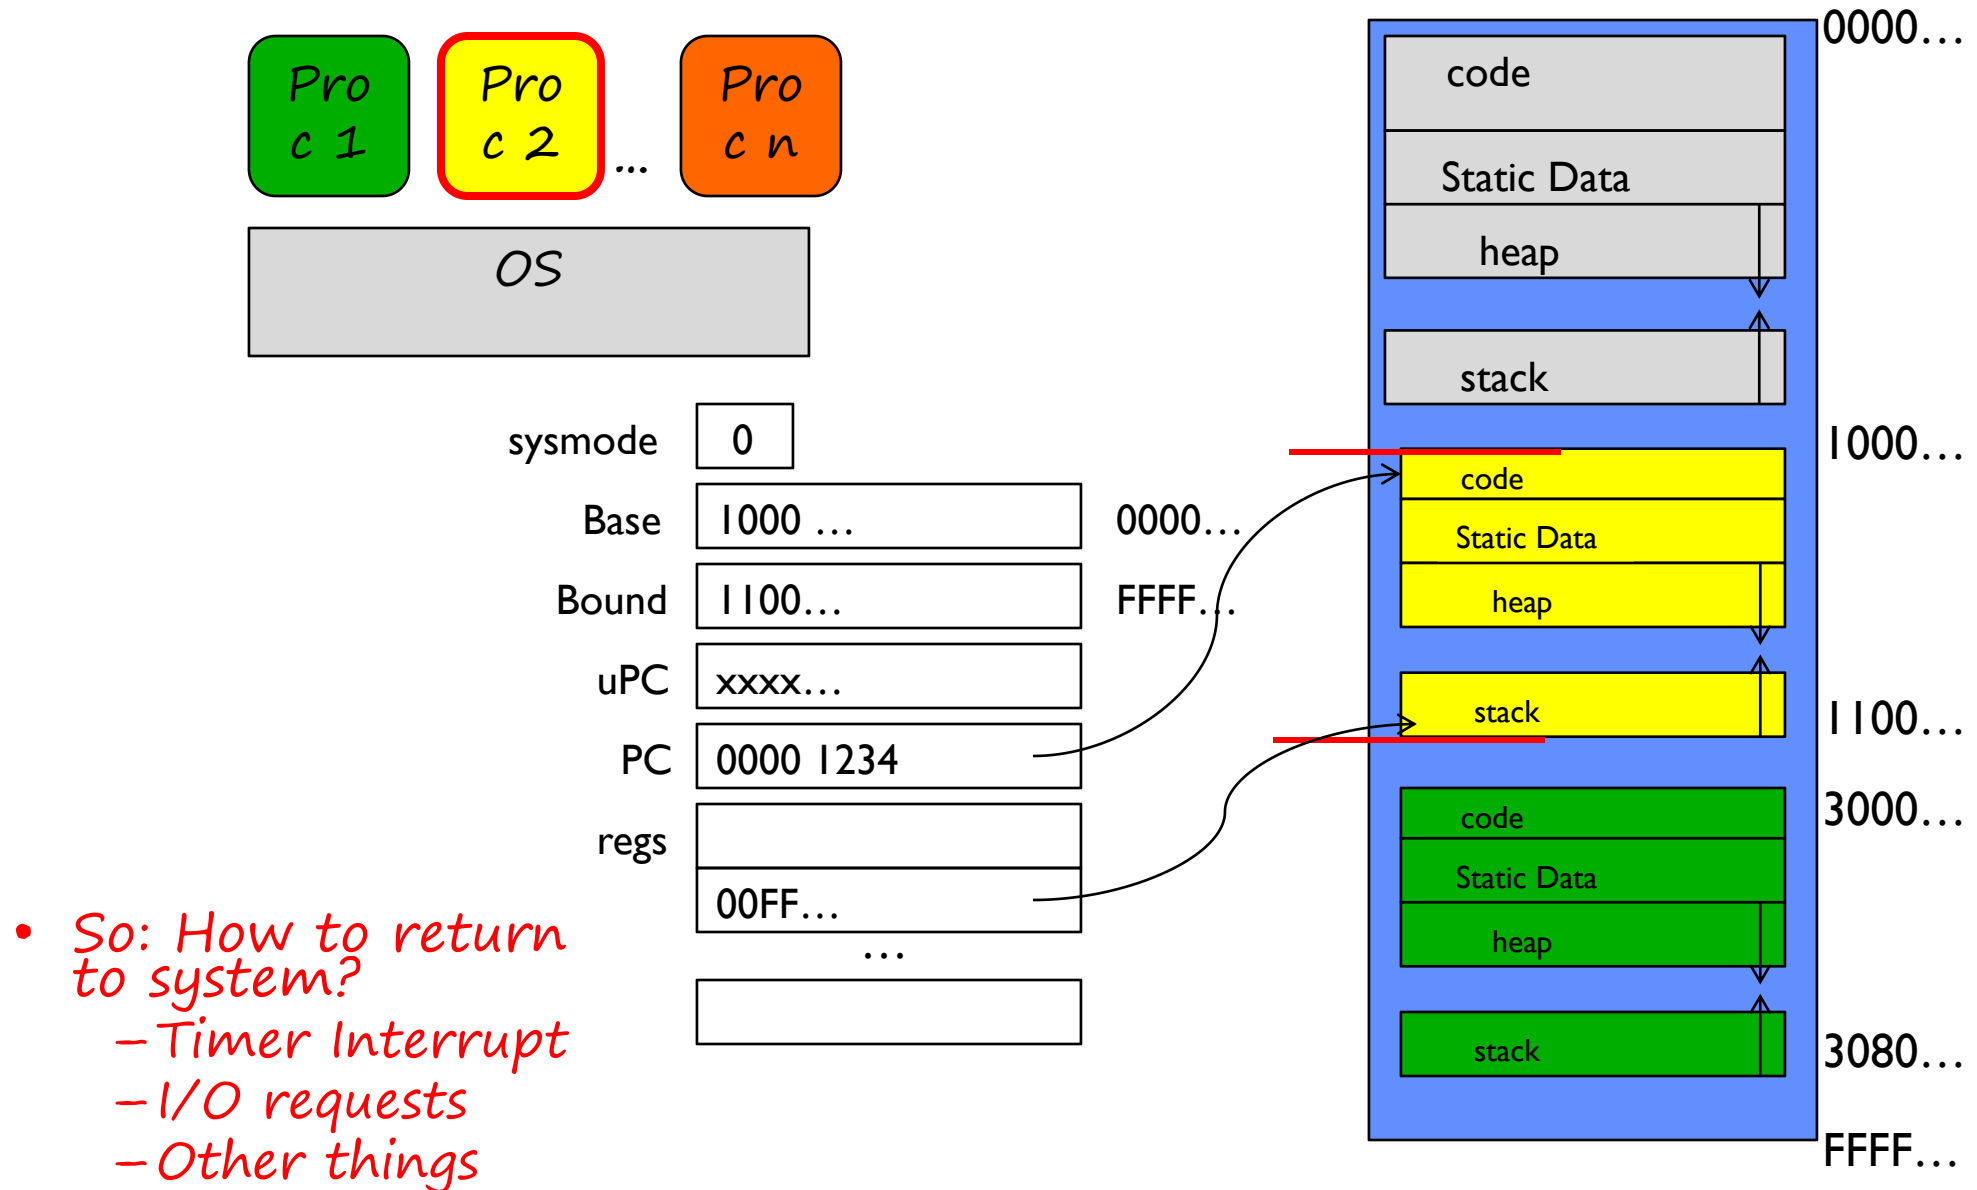 Pro
c 1
Pro
c 2
...
Pro
c n
OS
sysmode 0
Base 1000 … 0000…
Bound 1100… FFFF…
uPC xxxx…
PC 0000 1234
regs
00FF…
…
• So: How to return
to system?
–Timer Interrupt
–I/O requests
–Other things
0000…
code
Static Data
heap
stack
1000…
code
Static Data
heap
stack
1100…
3000…
code
Static Data
heap
stack
3080…
FFFF…